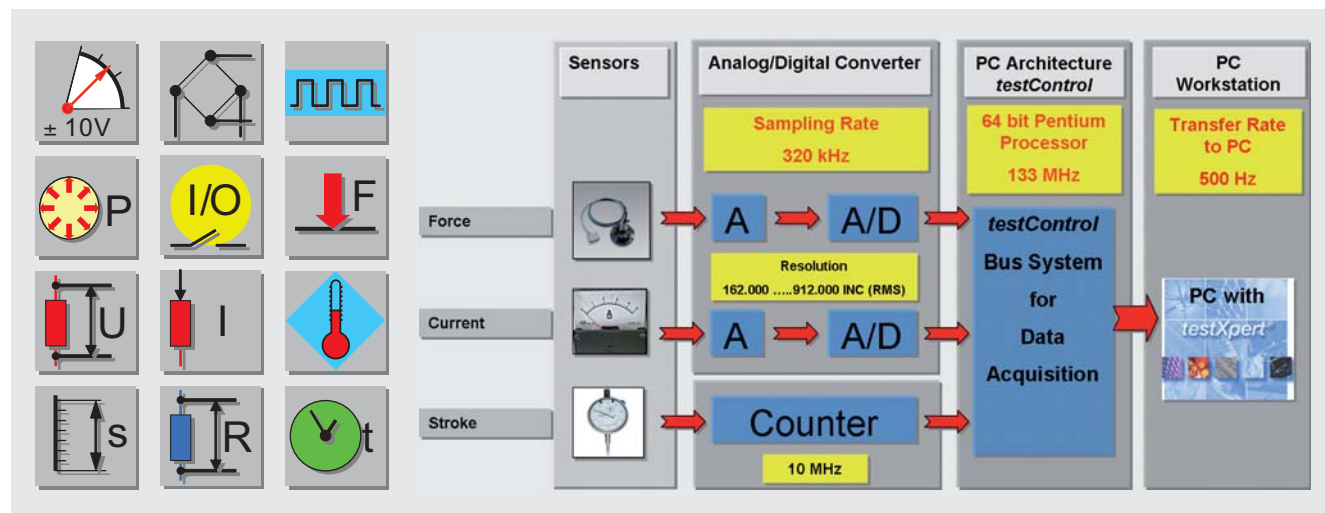 ± 10V
P
I/O
F
U
I
s
R
t
Sensors
Analog/Digital Converter
PC Architecture
testControl
PC
Workstation
Sampling Rate
320 kHz
64 bit Pentium
Processor
133 MHz
Transfer Rate
to PC
500 Hz
Force
A
A/D
Resolution
162.000 .....912.000 INC (RMS)
Current
A
A
A/D
Stroke
Counter
10 MHz
testControl
Bus System
for
Data
Acquisition
PC with
testXpert